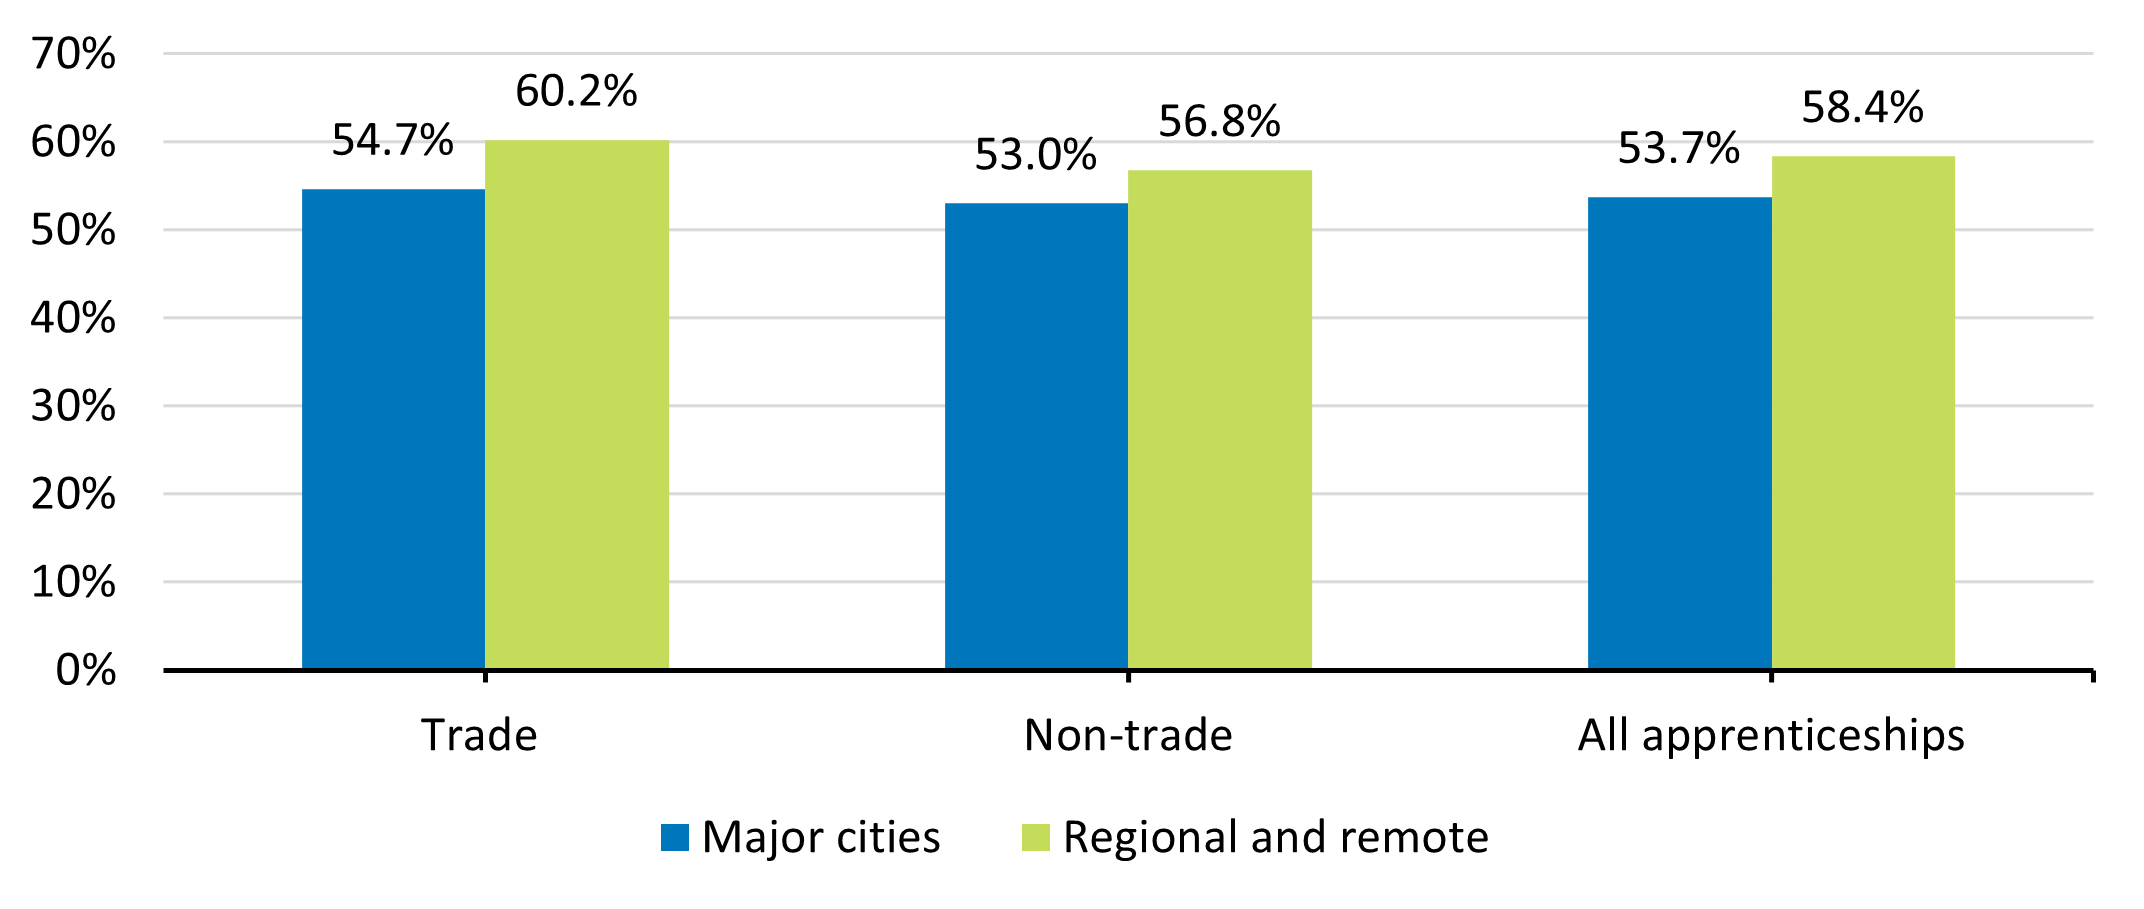 70%
60%
50%
40%
30%
20%
10%
0%
54.7%
60.2%
53.0%
56.8%
53.7%
58.4%
Trade
Non-trade
All apprenticeships
Major cities
Regional and remote